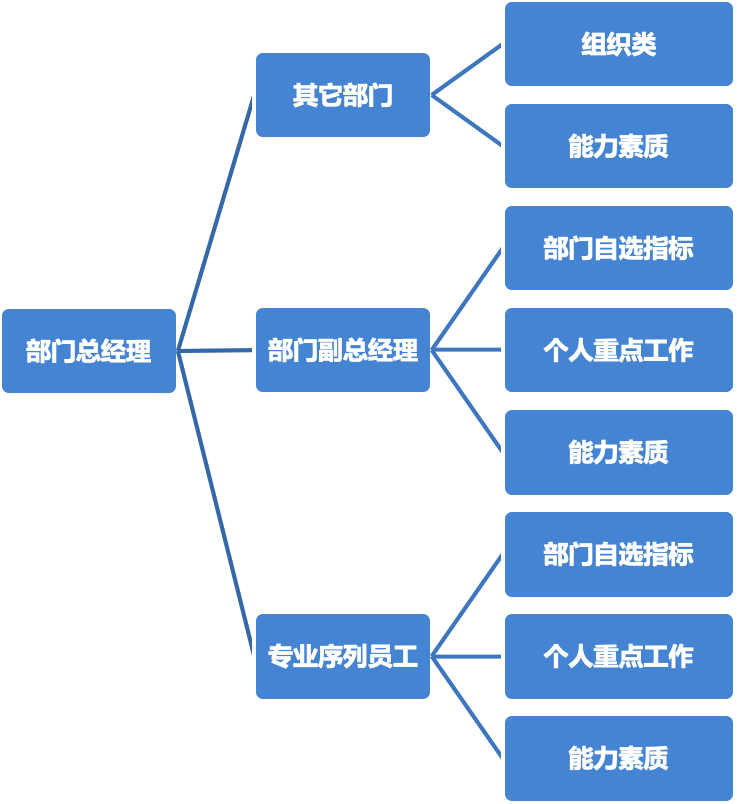 部门总经理
其它部门
组织类
能力素质
部门副总经理
部门自选指标
个人重点工作
能力素质
专业序列员工
部门自选指标
个人重点工作
能力素质